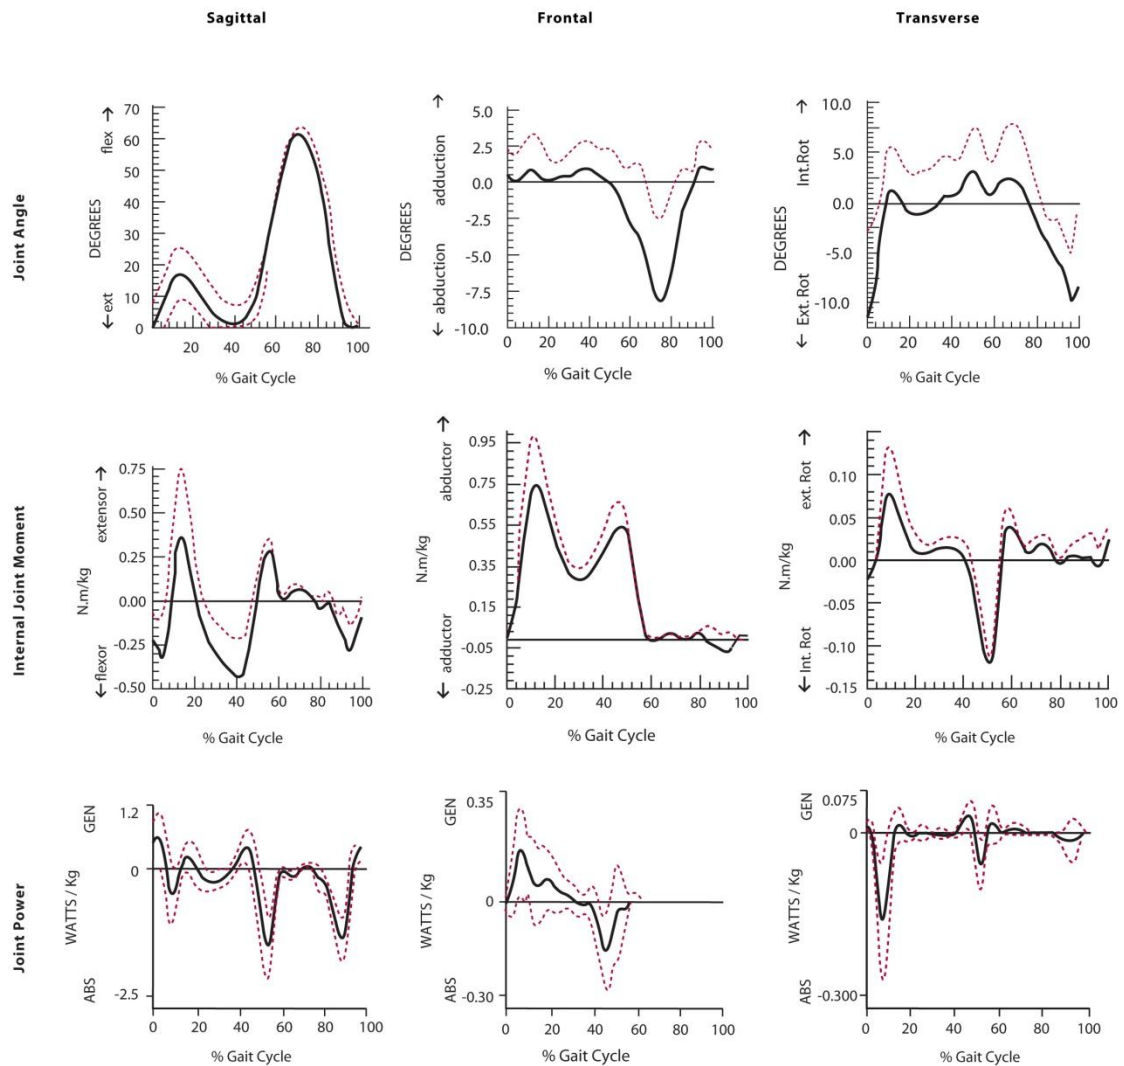 Sagittal
Frontal
Transverse
Joint Angle
DEGREES
← ext
flex →
70
60
50
40
30
20
10
0
0 20 40 60 80 100
% Gait Cycle
DEGREES
← abduction
adduction
→
5.0
2.5
0.0
-2.5
-5.0
-7.5
-10.0
0 20 40 60 80 100
% Gait Cycle
DEGREES
← Ext. Rot
Int.Rot →
10.0
5.0
0.0
-5.0
-10.0
0 20 40 60 80 100
% Gait Cycle
Internal Joint Moment
N.m/kg
←flexor
extensor →
0.75
0.50
0.25
0.00
-0.25
-0.50
0 20 40 60 80 100
% Gait Cycle
N.m/kg
← adductor
abductor →
0.95
0.75
0.55
0.35
0.15
-0.05
-0.25
0 20 40 60 80 100
% Gait Cycle
N.m/kg
← Int. Rot
ext. Rot →
0.10
0.05
0.00
-0.05
-0.10
-0.15
0 20 40 60 80 100
% Gait Cycle
Joint Power
ABS
WATTS / Kg
GEN
1.2
0
-2.5
0 20 40 60 80 100
% Gait Cycle
ABS
WATTS / Kg
GEN
0.35
0
-0.30
0 20 40 60 80 100
% Gait Cycle
ABS
WATTS / Kg
GEN
0.075
0
-0.300
0 20 40 60 80 100
% Gait Cycle